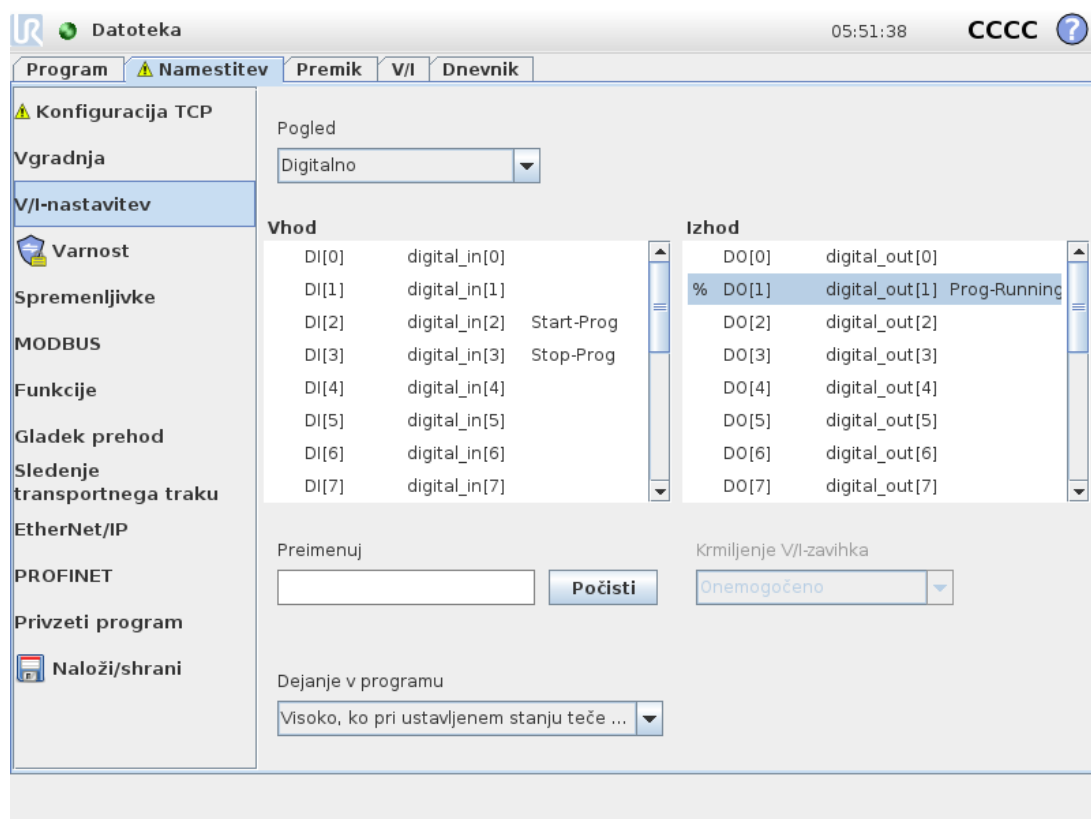 UR Datoteka 05:51:38 CCCC ?
Program Namestitev Premik V/I Dnevnik
Konfiguracija TCP
Vgradnja
V/I-nastavitev
Varnost
Spremenljivke
MODBUS
Funkcije
Gladek prehod
Sledenje
transportnega traku
EtherNet/IP
PROFINET
Privzeti program
Naloži/shrani
Pogled
Digitalno
Vhod
DI[0] digital_in[0]
DI[1] digital_in[1]
DI[2] digital_in[2] Start-Prog
DI[3] digital_in[3] Stop-Prog
DI[4] digital_in[4]
DI[5] digital_in[5]
DI[6] digital_in[6]
DI[7] digital_in[7]
Izhod
DO[0] digital_out[0]
% DO[1] digital_out[1] Prog-Running
DO[2] digital_out[2]
DO[3] digital_out[3]
DO[4] digital_out[4]
DO[5] digital_out[5]
DO[6] digital_out[6]
DO[7] digital_out[7]
Preimenuj
Počisti
Krmiljenje V/I-zavihka
Onemogočeno
Dejanje v programu
Visoko, ko pri ustavljenem stanju teče ...